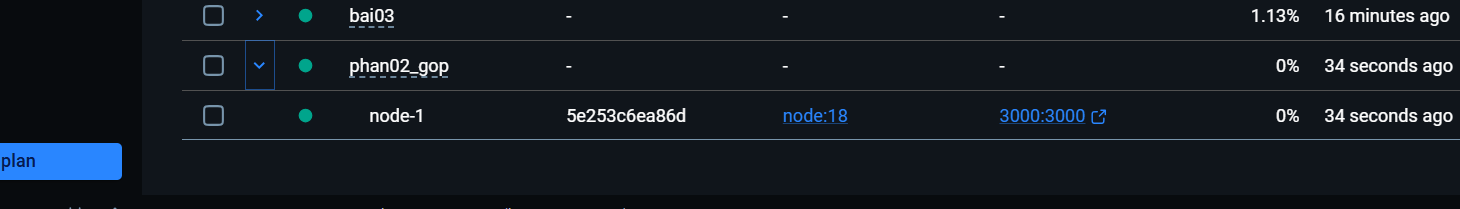 bai03 - - - 1.13% 16 minutes ago
phan02_gop - - - 0% 34 seconds ago
node-1 5e253c6ea86d node:18 3000:3000 0% 34 seconds ago
plan